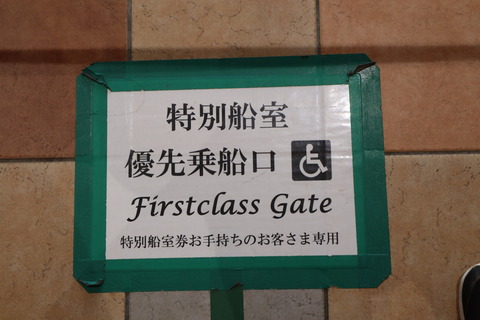 特別船室
優先乗船口
Firstclass Gate
特別船室券お手持ちのお客さま専用